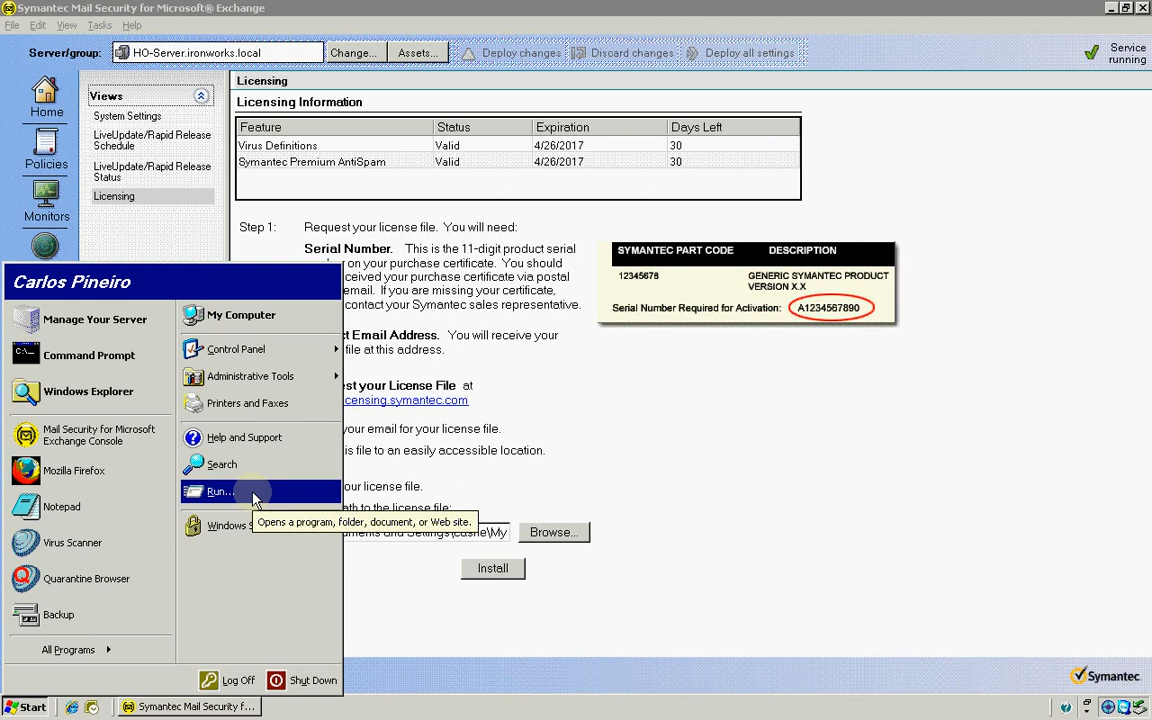 Symantec Mail Security for Microsoft® Exchange
File Edit View Tasks Help
Server/group: HO-Server.ironworks.local Change... Assets... Deploy changes Discard changes Deploy all settings Service running
Home
Policies
Monitors
Views
System Settings
LiveUpdate/Rapid Release
Schedule
LiveUpdate/Rapid Release
Status
Licensing
Licensing
Licensing Information
Feature Status Expiration Days Left
Virus Definitions Valid 4/26/2017 30
Symantec Premium AntiSpam Valid 4/26/2017 30
Step 1: Request your license file. You will need:
Serial Number. This is the 11-digit product serial
on your purchase certificate. You should
ceived your purchase certificate via postal
email. If you are missing your certificate,
contact your Symantec sales representative.
ct Email Address. You will receive your
file at this address.
st your License File at
censing.symantec.com
your email for your license file.
is file to an easily accessible location.
our license file.
path to the license file:
Browse...
Install
SYMANTEC PART CODE DESCRIPTION
12345678 GENERIC SYMANTEC PRODUCT
VERSION X.X
Serial Number Required for Activation: A1234567890
Carlos Pineiro
Manage Your Server
Command Prompt
Windows Explorer
Mail Security for Microsoft
Exchange Console
Mozilla Firefox
Notepad
Virus Scanner
Quarantine Browser
Backup
All Programs
My Computer
Control Panel
Administrative Tools
Printers and Faxes
Help and Support
Search
Run...
Windows S
Opens a program, folder, document, or Web site.
Log Off Shut Down
Symantec.
Start Symantec Mail Security f...